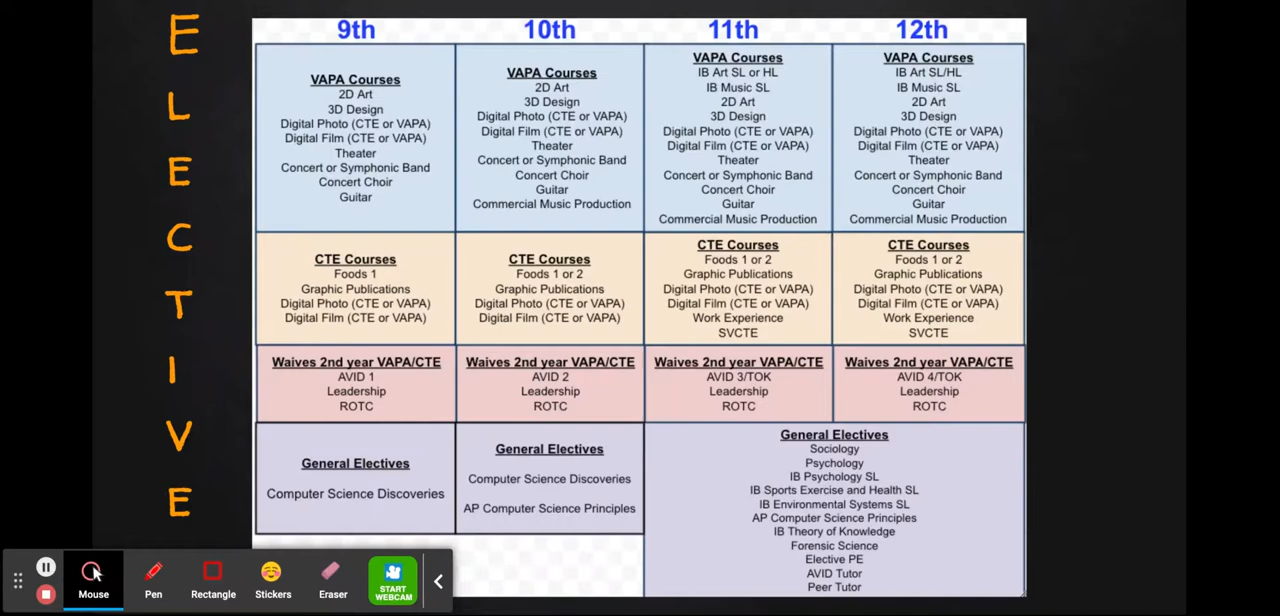 E
L
E
C
T
I
V
E
9th
10th
11th
12th
VAPA Courses
2D Art
3D Design
Digital Photo (CTE or VAPA)
Digital Film (CTE or VAPA)
Theater
Concert or Symphonic Band
Concert Choir
Guitar
VAPA Courses
2D Art
3D Design
Digital Photo (CTE or VAPA)
Digital Film (CTE or VAPA)
Theater
Concert or Symphonic Band
Concert Choir
Guitar
Commercial Music Production
VAPA Courses
IB Art SL or HL
IB Music SL
2D Art
3D Design
Digital Photo (CTE or VAPA)
Digital Film (CTE or VAPA)
Theater
Concert or Symphonic Band
Concert Choir
Guitar
Commercial Music Production
VAPA Courses
IB Art SL/HL
IB Music SL
2D Art
3D Design
Digital Photo (CTE or VAPA)
Digital Film (CTE or VAPA)
Theater
Concert or Symphonic Band
Concert Choir
Guitar
Commercial Music Production
CTE Courses
Foods 1
Graphic Publications
Digital Photo (CTE or VAPA)
Digital Film (CTE or VAPA)
CTE Courses
Foods 1 or 2
Graphic Publications
Digital Photo (CTE or VAPA)
Digital Film (CTE or VAPA)
CTE Courses
Foods 1 or 2
Graphic Publications
Digital Photo (CTE or VAPA)
Digital Film (CTE or VAPA)
Work Experience
SVCTE
CTE Courses
Foods 1 or 2
Graphic Publications
Digital Photo (CTE or VAPA)
Digital Film (CTE or VAPA)
Work Experience
SVCTE
Waives 2nd year VAPA/CTE
AVID 1
Leadership
ROTC
Waives 2nd year VAPA/CTE
AVID 2
Leadership
ROTC
Waives 2nd year VAPA/CTE
AVID 3/TOK
Leadership
ROTC
Waives 2nd year VAPA/CTE
AVID 4/TOK
Leadership
ROTC
General Electives
Computer Science Discoveries
General Electives
Computer Science Discoveries
AP Computer Science Principles
General Electives
Sociology
Psychology
IB Psychology SL
IB Sports Exercise and Health SL
IB Environmental Systems SL
AP Computer Science Principles
IB Theory of Knowledge
Forensic Science
Elective PE
AVID Tutor
Peer Tutor
Mouse
Pen
Rectangle
Stickers
Eraser
START
WEBCAM